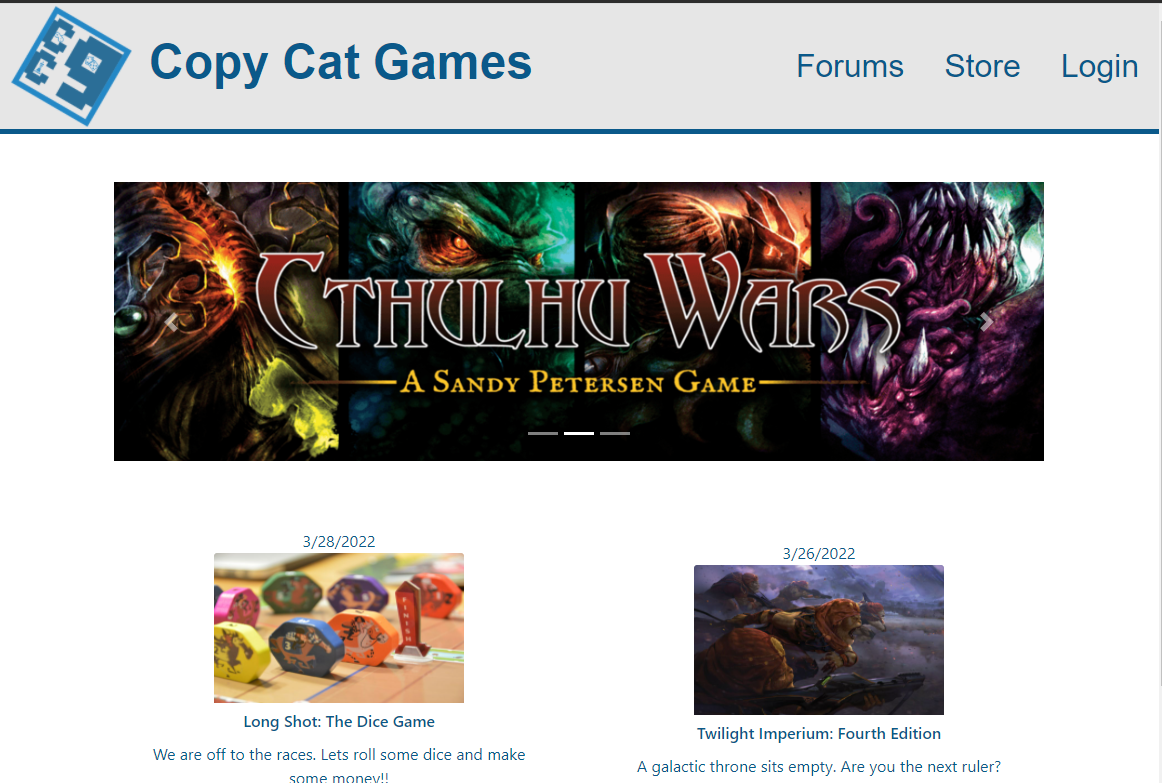 Copy Cat Games
Forums
Store
Login
CTHULHU WARS
A SANDY PETERSEN GAME
3/28/2022
FINISH
3
Long Shot: The Dice Game
We are off to the races. Lets roll some dice and make
some money!!
3/26/2022
Twilight Imperium: Fourth Edition
A galactic throne sits empty. Are you the next ruler?